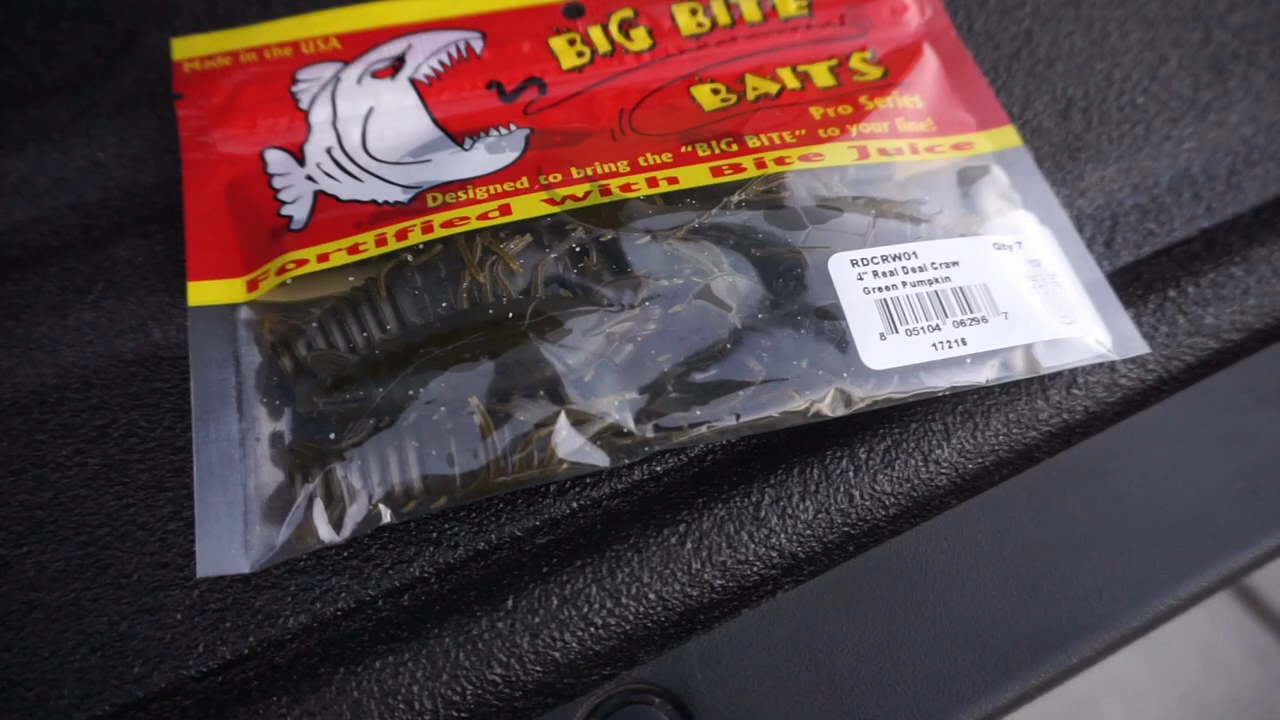 Made in the USA
BIG BITE
BAITS
Pro Series
Designed to bring the "BIG BITE" to your line!
Fortified with Bite Juice
RDCRW01
Qty 7
4" Real Deal Craw
Green Pumpkin
8 05104 06296 7
17216